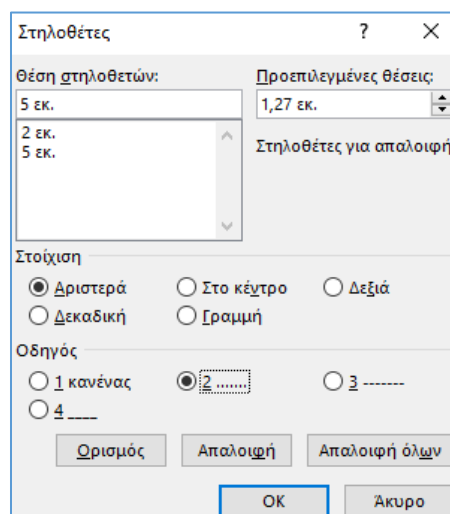 Στηλοθέτες ?
Θέση στηλοθετών: Προεπιλεγμένες θέσεις:
5 εκ. 1,27 εκ.
2 εκ.
5 εκ.
Στηλοθέτες για απαλοιφή
Στοίχιση
Αριστερά Στο κέντρο Δεξιά
Δεκαδική Γραμμή
Οδηγός
1 κανένας 2 ....... 3 -------
4 ____
Ορισμός Απαλοιφή Απαλοιφή όλων
OK Άκυρο